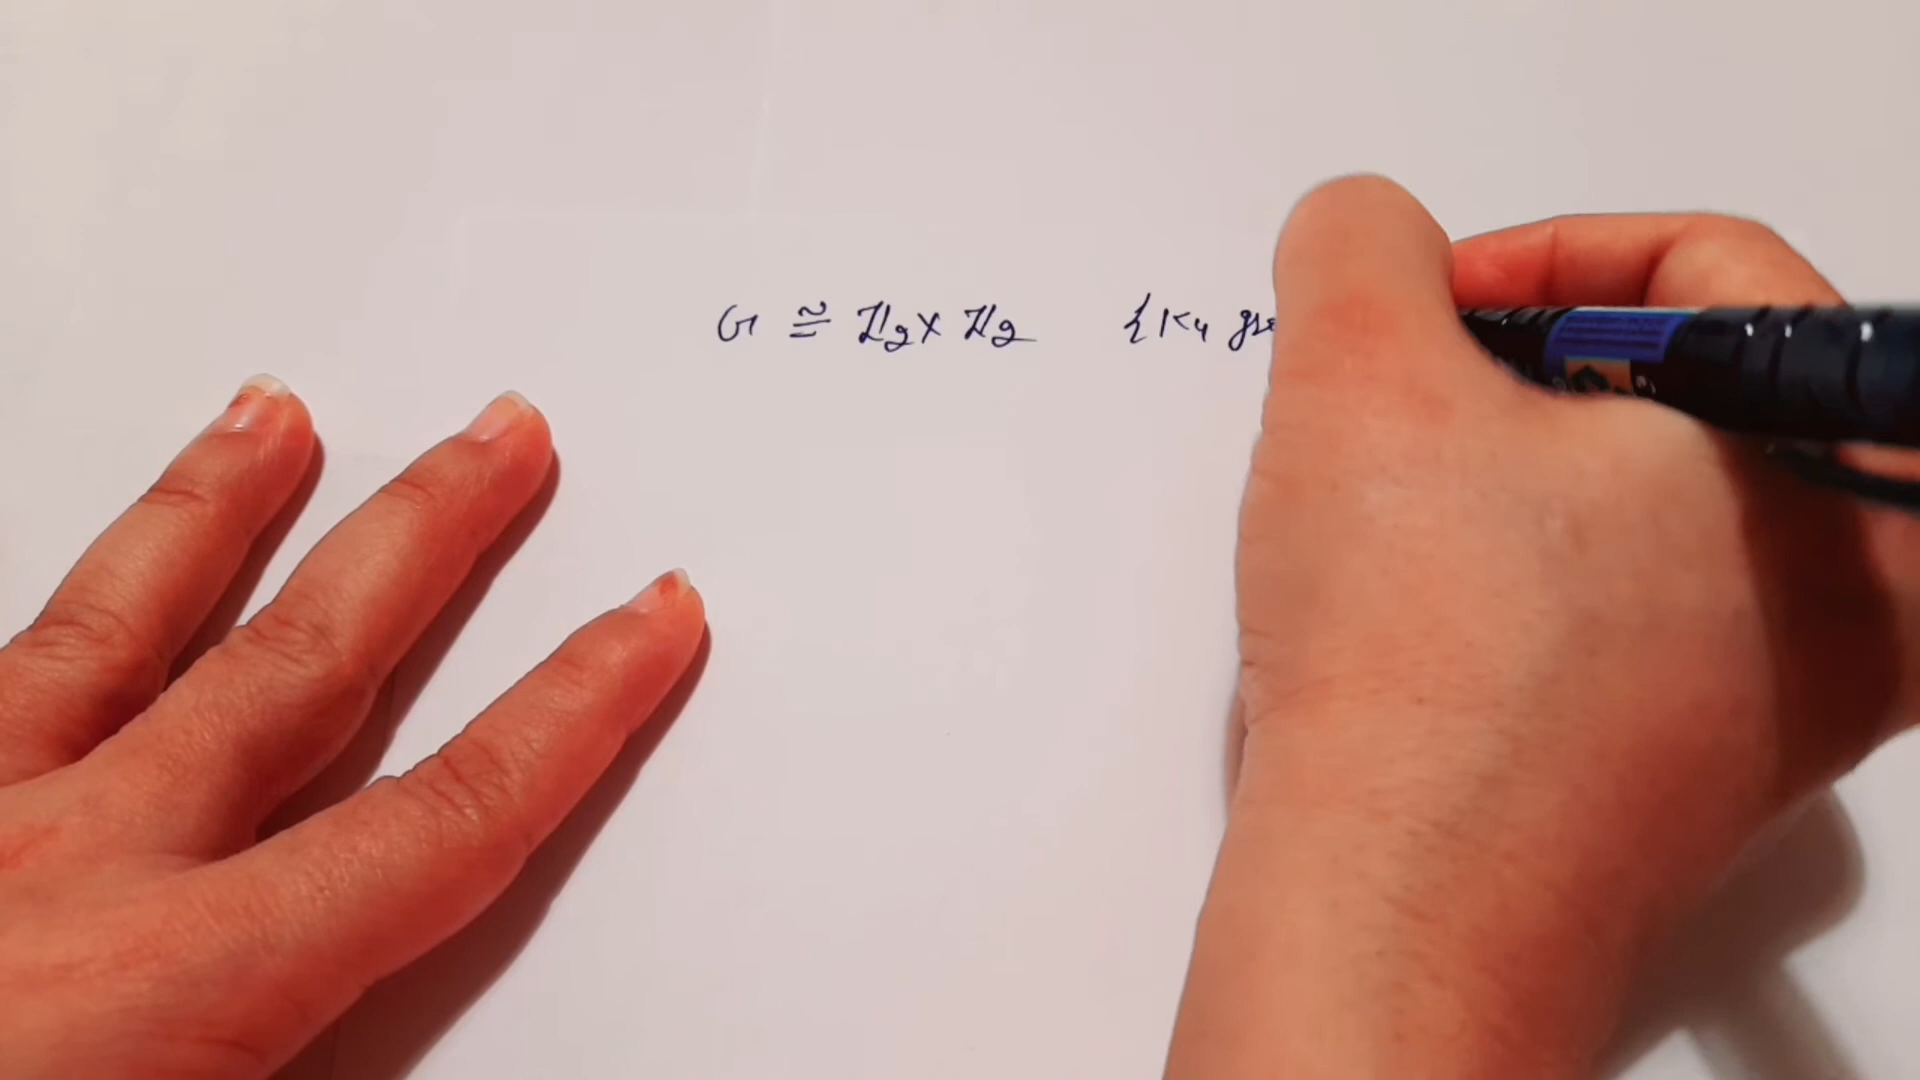 G ≅ ℤ₂ × ℤ₂ {K₄